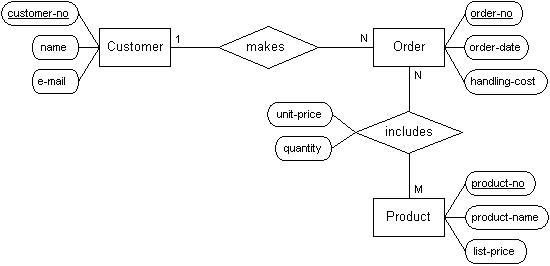 customer-no
name
e-mail
Customer
1
makes
N
Order
order-no
order-date
handling-cost
N
unit-price
quantity
includes
M
Product
product-no
product-name
list-price